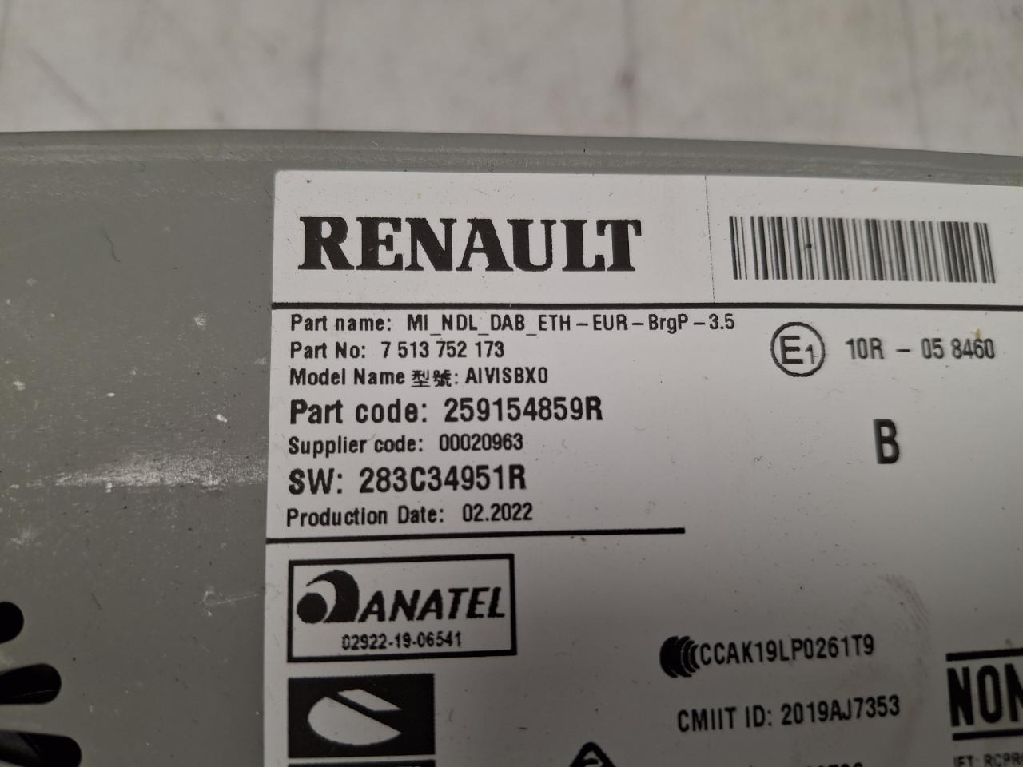 RENAULT
Part name: MI_NDL_DAB_ETH-EUR-BrgP-3.5
Part No: 7 513 752 173
Model Name 型號: AIVISBX0
Part code: 259154859R
Supplier code: 00020963
SW: 283C34951R
Production Date: 02.2022
E1 10R - 05 8460
B
ANATEL
02922-19-06541
CCAK19LP0261T9
CMIIT ID: 2019AJ7353
NON